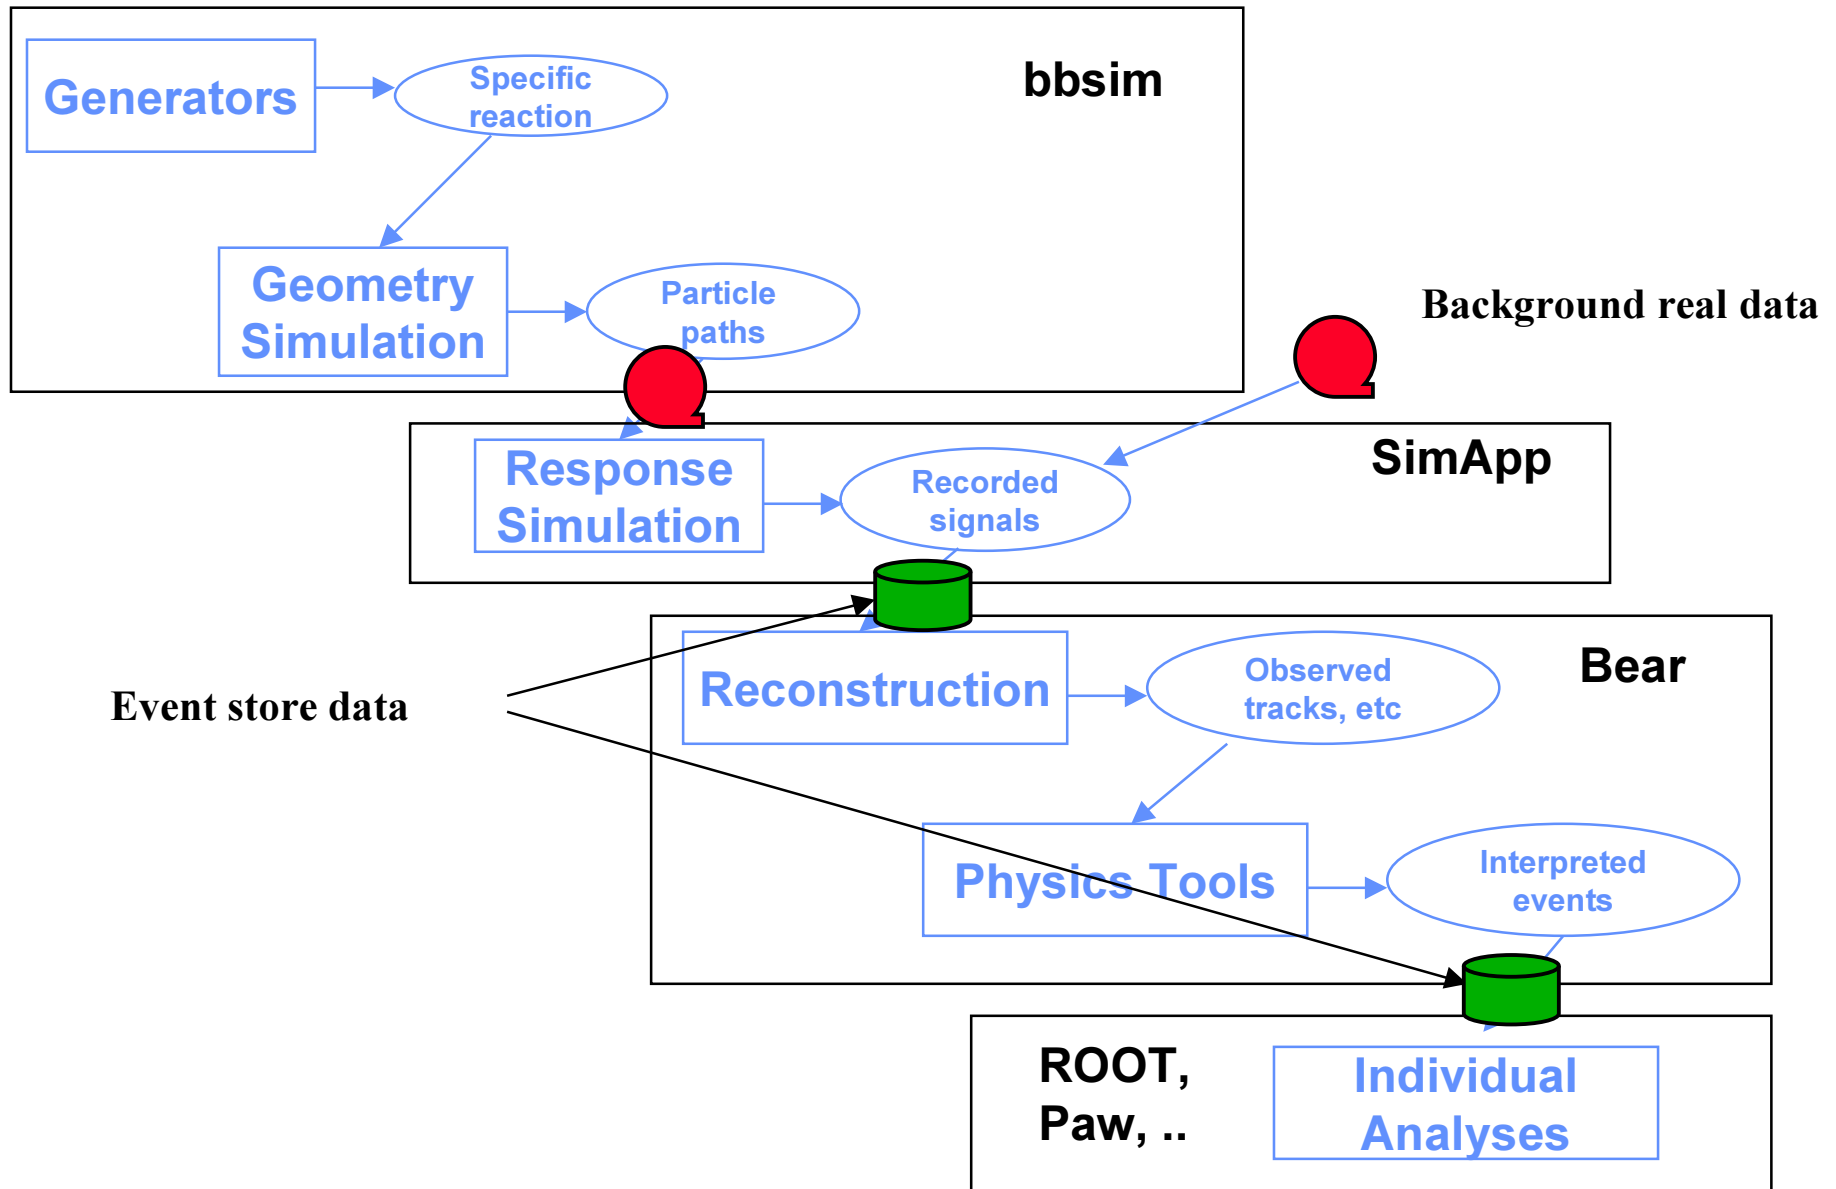 bbsim
Generators
Specific
reaction
Geometry
Simulation
Particle
paths
Background real data
SimApp
Response
Simulation
Recorded
signals
Bear
Reconstruction
Observed
tracks, etc
Event store data
Physics Tools
Interpreted
events
ROOT,
Paw, ..
Individual
Analyses